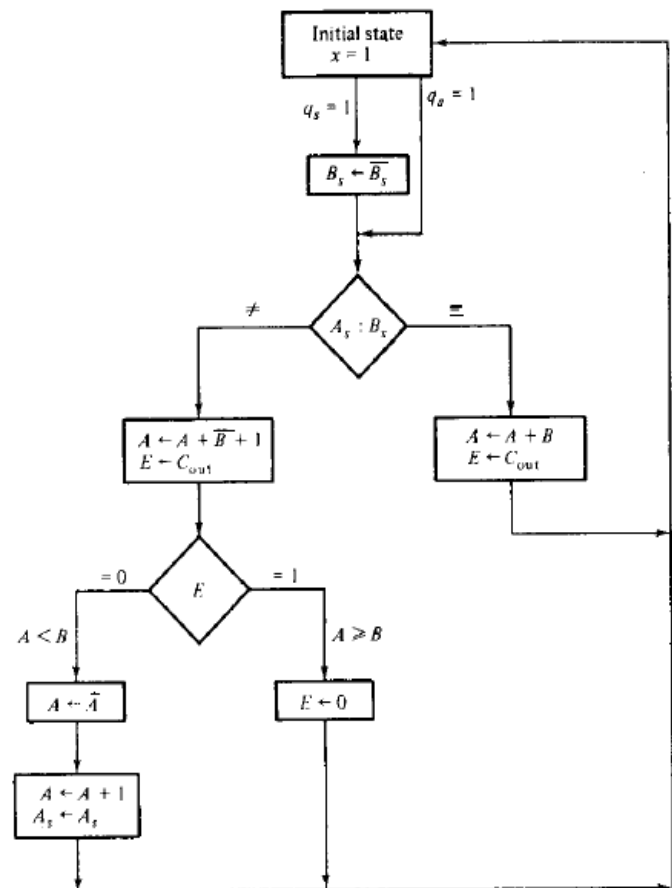 Initial state
x = 1
q_s = 1
q_a = 1
B_s ← B̅_s̅
≠
A_s : B_s
=
A ← A + B̅ + 1
E ← C_out
A ← A + B
E ← C_out
= 0
E
= 1
A < B
A ⩾ B
A ← A̅
E ← 0
A ← A + 1
A_s ← A_s